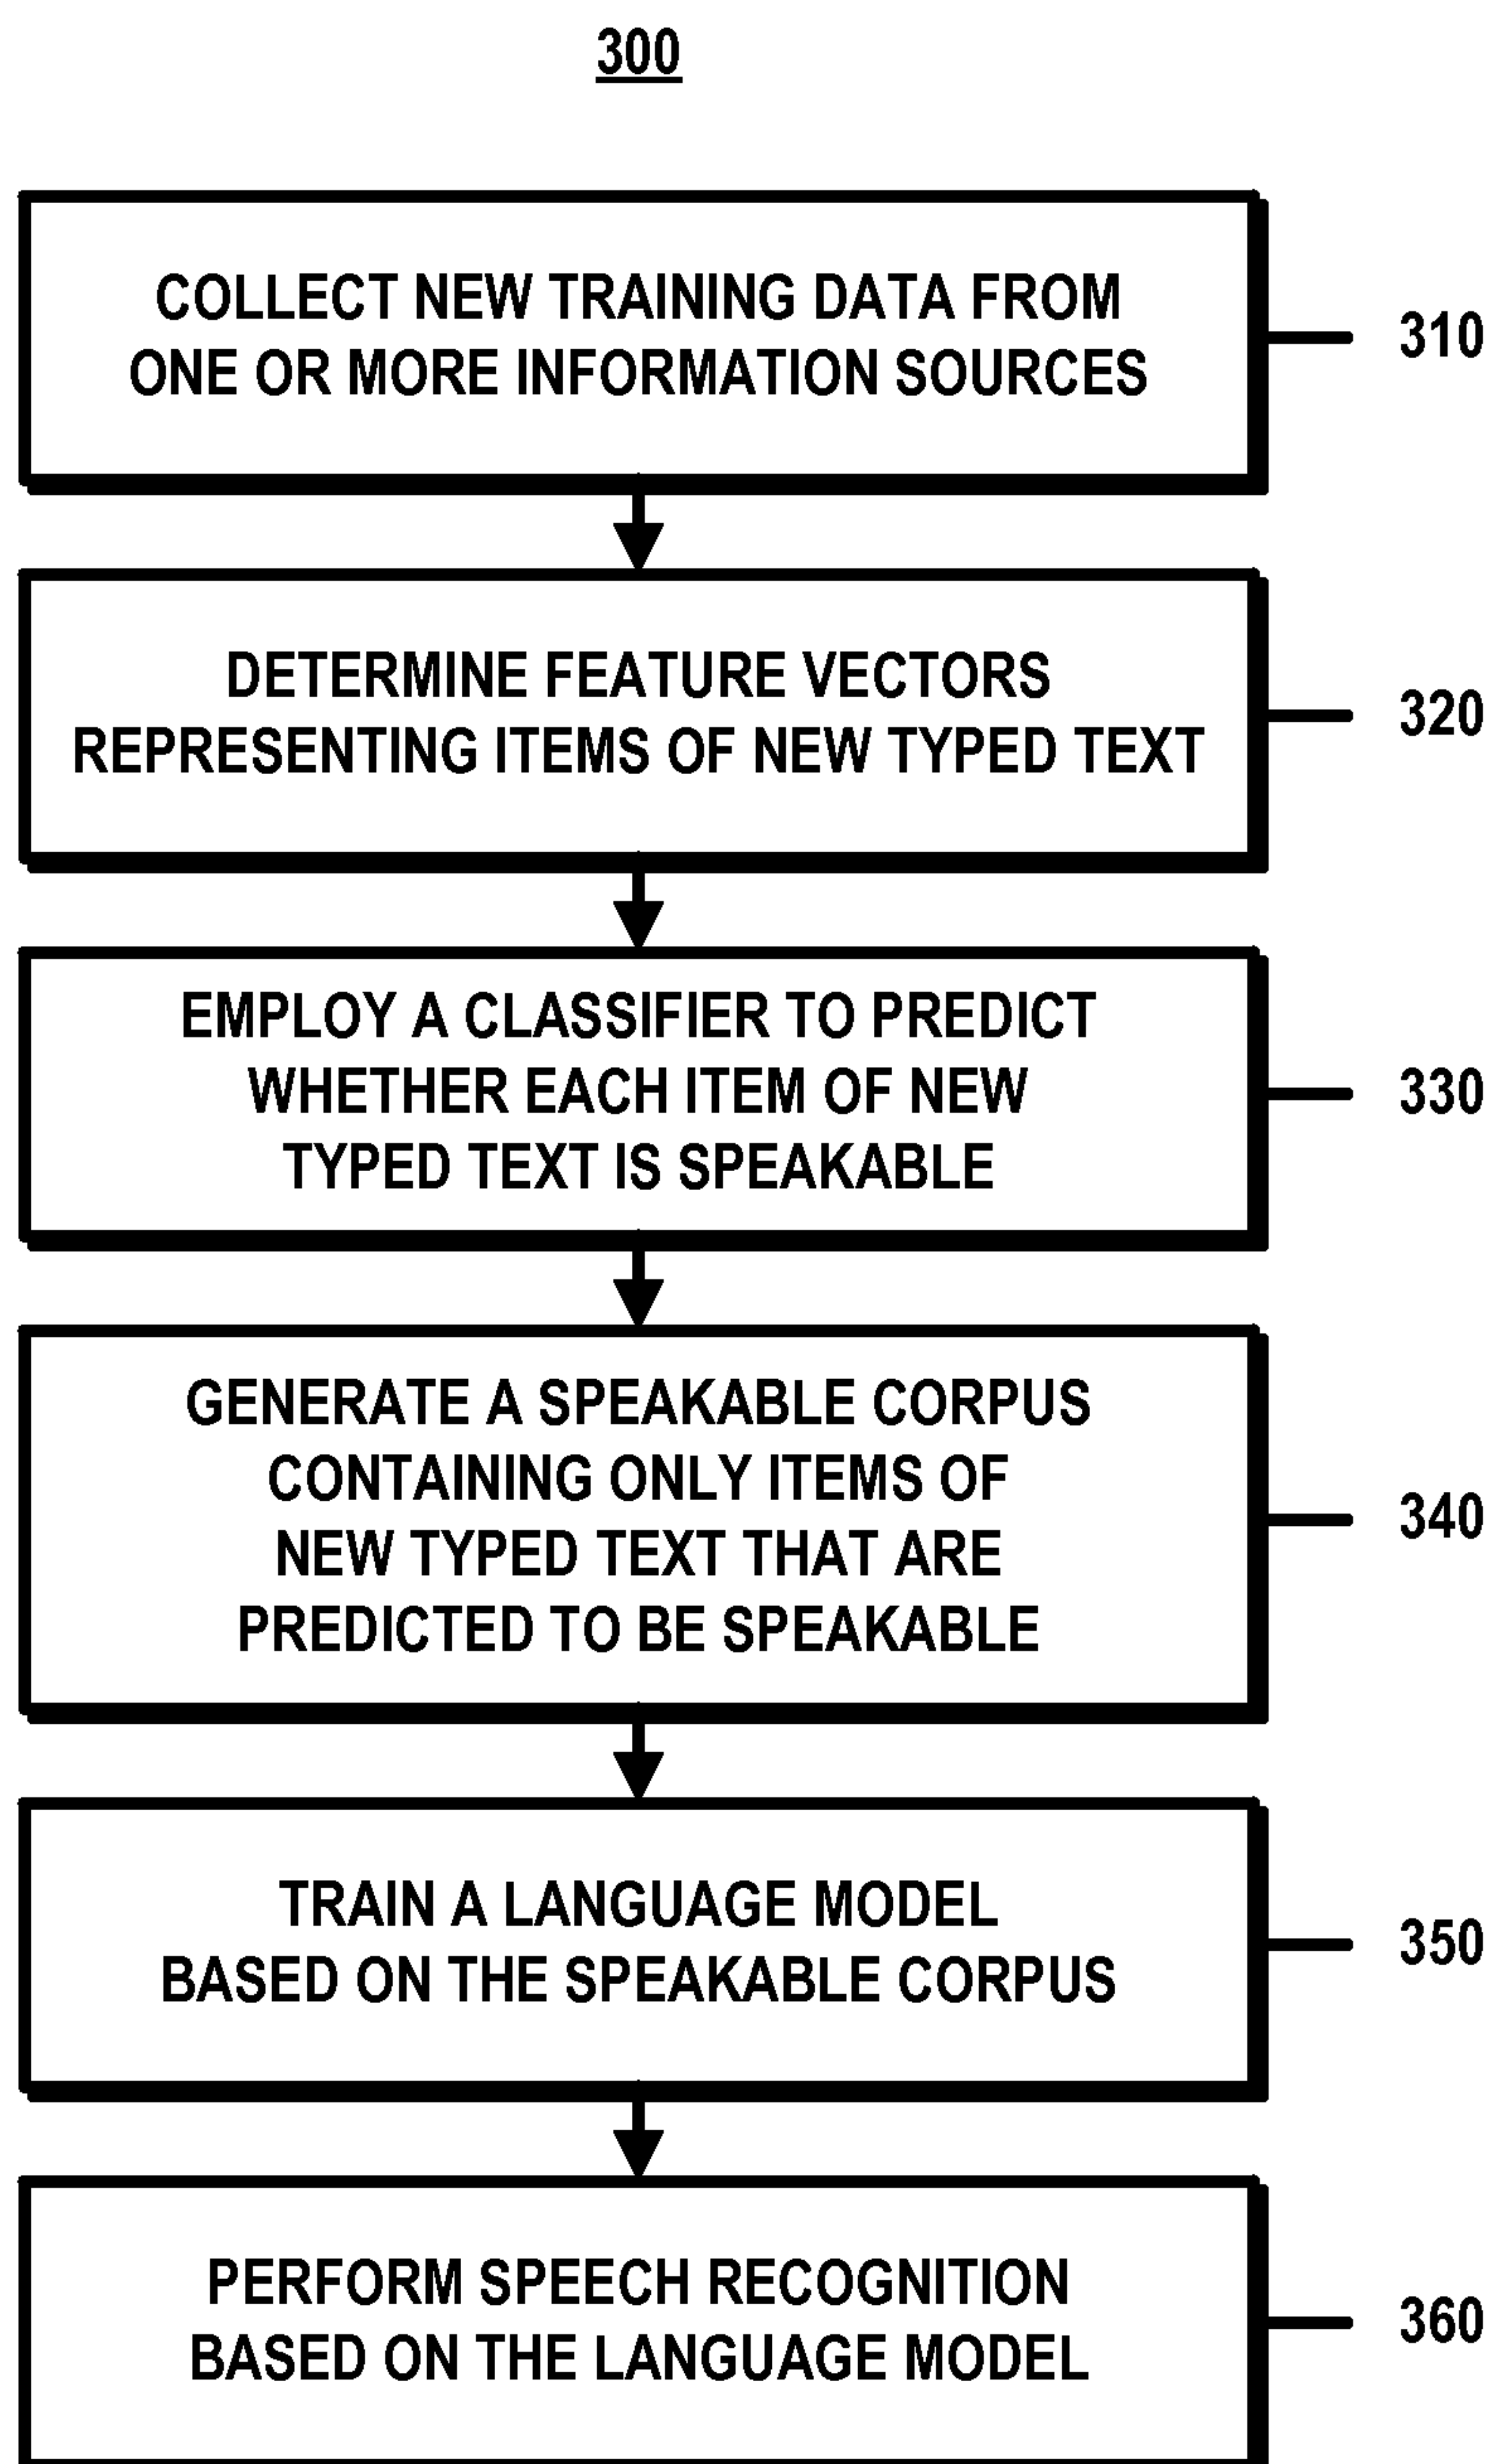 300
COLLECT NEW TRAINING DATA FROM
ONE OR MORE INFORMATION SOURCES
310
DETERMINE FEATURE VECTORS
REPRESENTING ITEMS OF NEW TYPED TEXT
320
EMPLOY A CLASSIFIER TO PREDICT
WHETHER EACH ITEM OF NEW
TYPED TEXT IS SPEAKABLE
330
GENERATE A SPEAKABLE CORPUS
CONTAINING ONLY ITEMS OF
NEW TYPED TEXT THAT ARE
PREDICTED TO BE SPEAKABLE
340
TRAIN A LANGUAGE MODEL
BASED ON THE SPEAKABLE CORPUS
350
PERFORM SPEECH RECOGNITION
BASED ON THE LANGUAGE MODEL
360